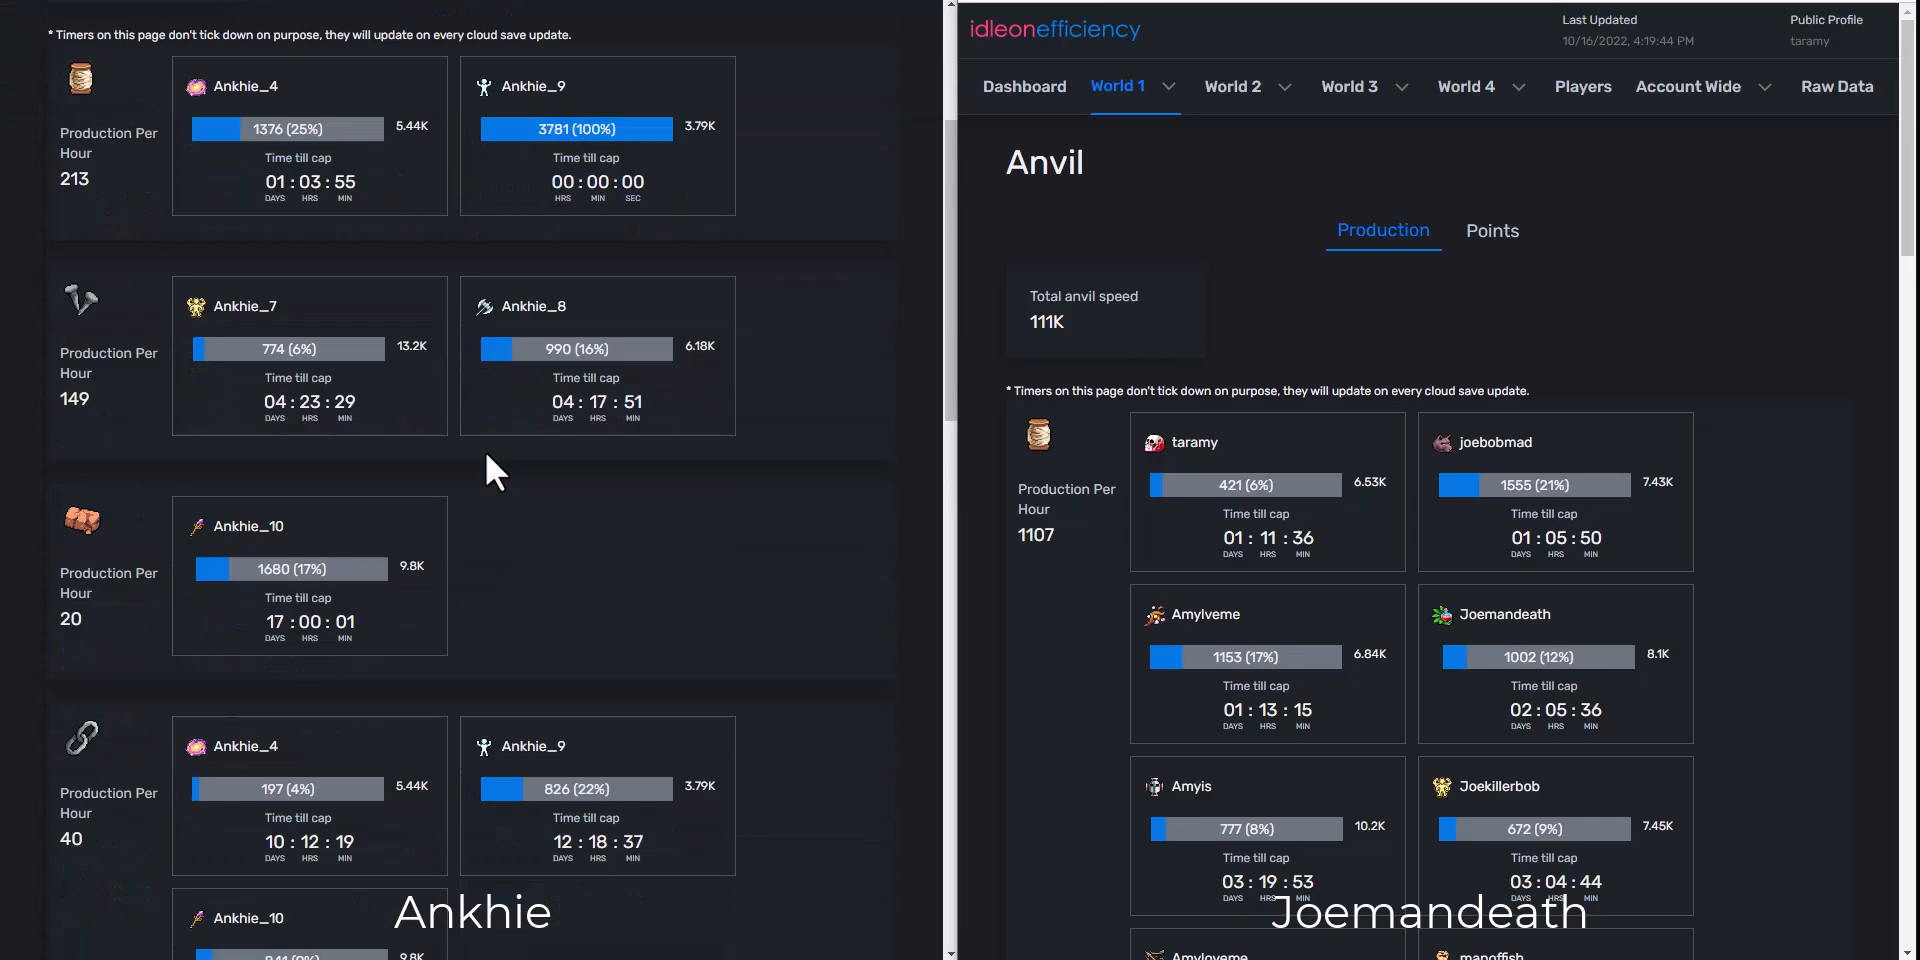 * Timers on this page don't tick down on purpose, they will update on every cloud save update.
Production Per
Hour
213
Ankhie_4
1376 (25%)
5.44K
Time till cap
01 : 03 : 55
DAYS HRS MIN
Ankhie_9
3781 (100%)
3.79K
Time till cap
00 : 00 : 00
HRS MIN SEC
Production Per
Hour
149
Ankhie_7
774 (6%)
13.2K
Time till cap
04 : 23 : 29
DAYS HRS MIN
Ankhie_8
990 (16%)
6.18K
Time till cap
04 : 17 : 51
DAYS HRS MIN
Production Per
Hour
20
Ankhie_10
1680 (17%)
9.8K
Time till cap
17 : 00 : 01
DAYS HRS MIN
Production Per
Hour
40
Ankhie_4
197 (4%)
5.44K
Time till cap
10 : 12 : 19
DAYS HRS MIN
Ankhie_9
826 (22%)
3.79K
Time till cap
12 : 18 : 37
DAYS HRS MIN
Ankhie_10
9.8K
Ankhie
idleonefficiency
Last Updated
10/16/2022, 4:19:44 PM
Public Profile
taramy
Dashboard World 1 World 2 World 3 World 4 Players Account Wide Raw Data
Anvil
Production Points
Total anvil speed
111K
* Timers on this page don't tick down on purpose, they will update on every cloud save update.
Production Per
Hour
1107
taramy
421 (6%)
6.53K
Time till cap
01 : 11 : 36
DAYS HRS MIN
joebobmad
1555 (21%)
7.43K
Time till cap
01 : 05 : 50
DAYS HRS MIN
Amylveme
1153 (17%)
6.84K
Time till cap
01 : 13 : 15
DAYS HRS MIN
Joemandeath
1002 (12%)
8.1K
Time till cap
02 : 05 : 36
DAYS HRS MIN
Amyis
777 (8%)
10.2K
Time till cap
03 : 19 : 53
DAYS HRS MIN
Joekillerbob
672 (9%)
7.45K
Time till cap
03 : 04 : 44
DAYS HRS MIN
Amyloveme
manoffish
Joemandeath